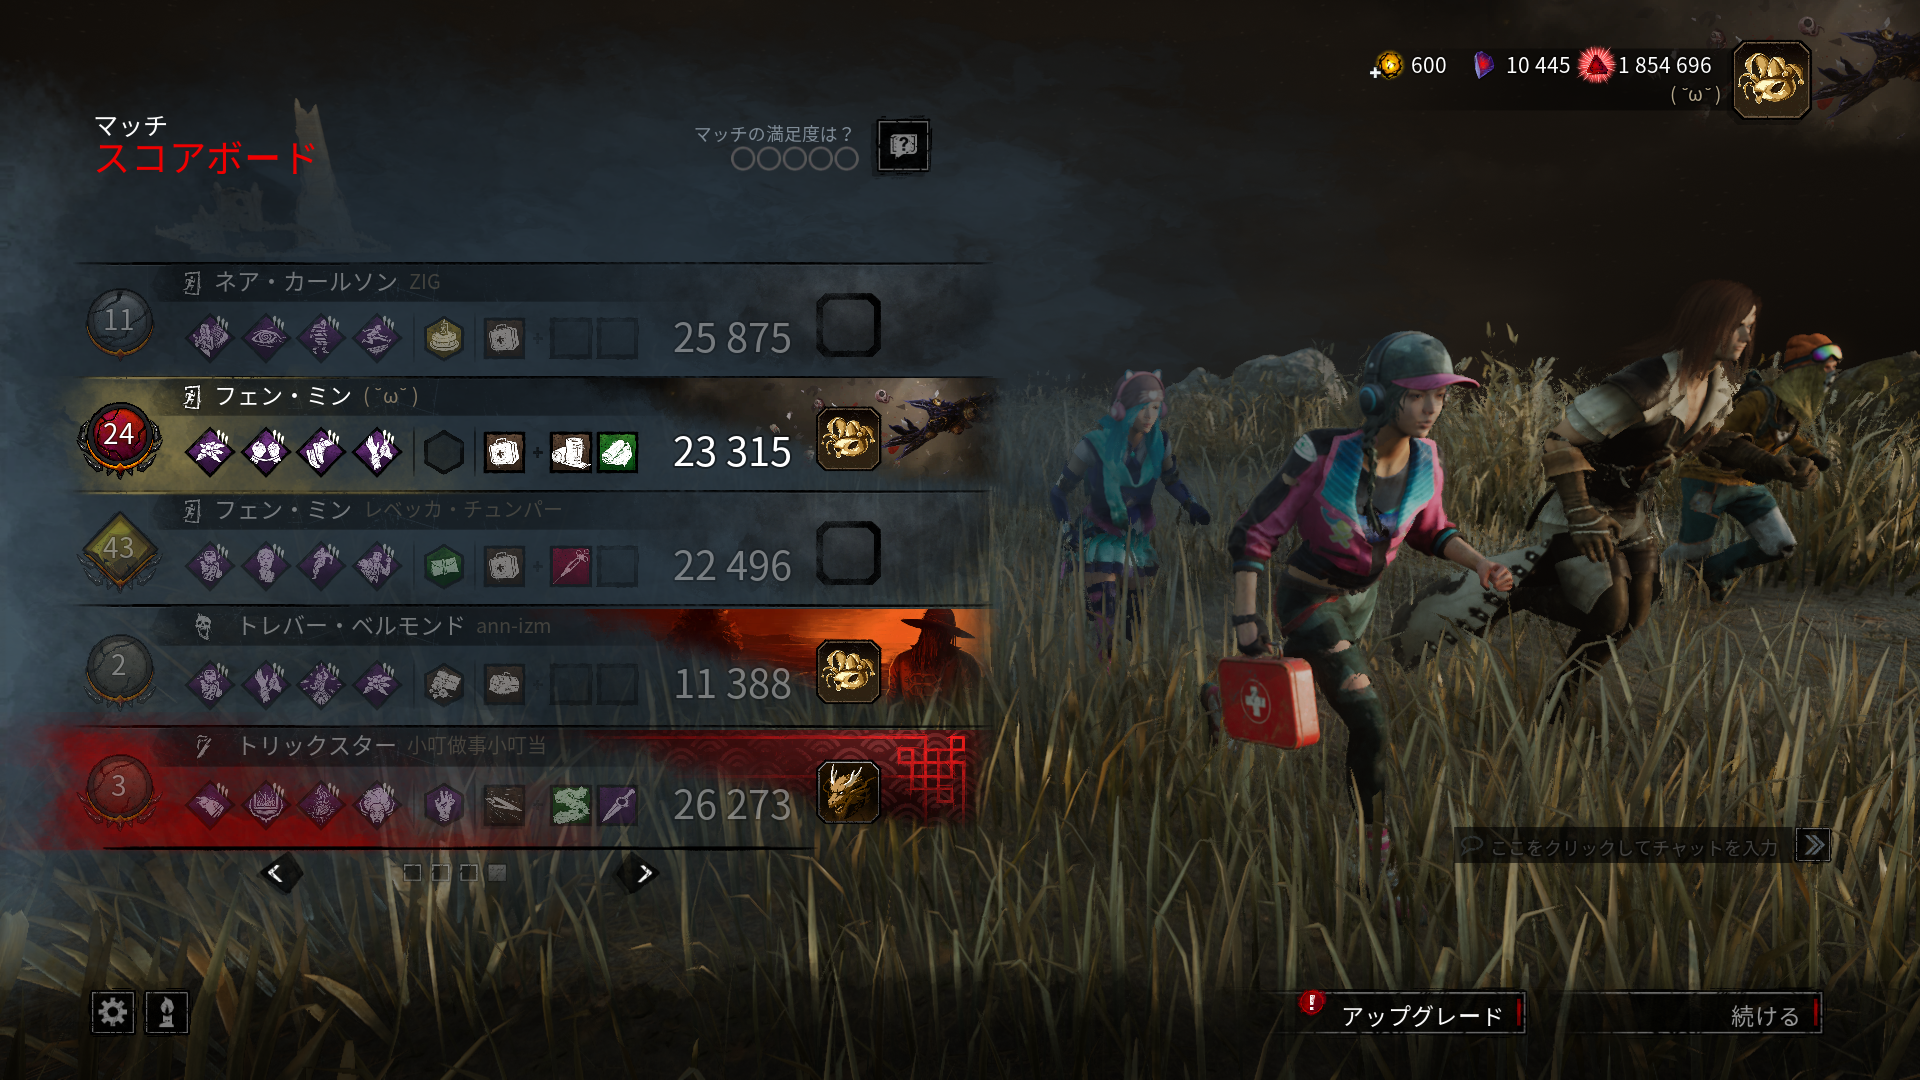 600 10 445 1 854 696
(˘ω˘)
マッチ
スコアボード
マッチの満足度は？
ネア・カールソン ZIG
11
25 875
フェン・ミン (˘ω˘)
24
23 315
フェン・ミン レベッカ・チュンパー
43
22 496
トレバー・ベルモンド ann-izm
2
11 388
トリックスター 小叮做事小叮当
3
26 273
ここをクリックしてチャットを入力
アップグレード
続ける